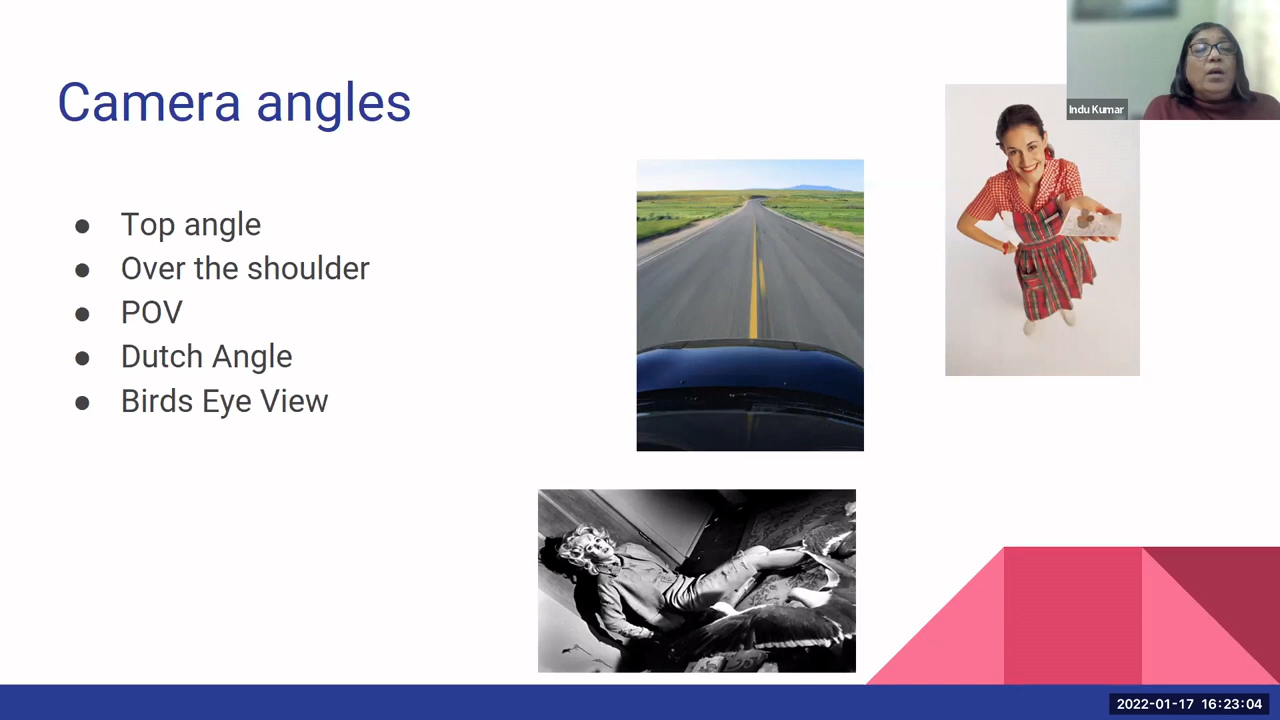 Camera angles
● Top angle
● Over the shoulder
● POV
● Dutch Angle
● Birds Eye View
Indu Kumar
2022-01-17 16:23:04